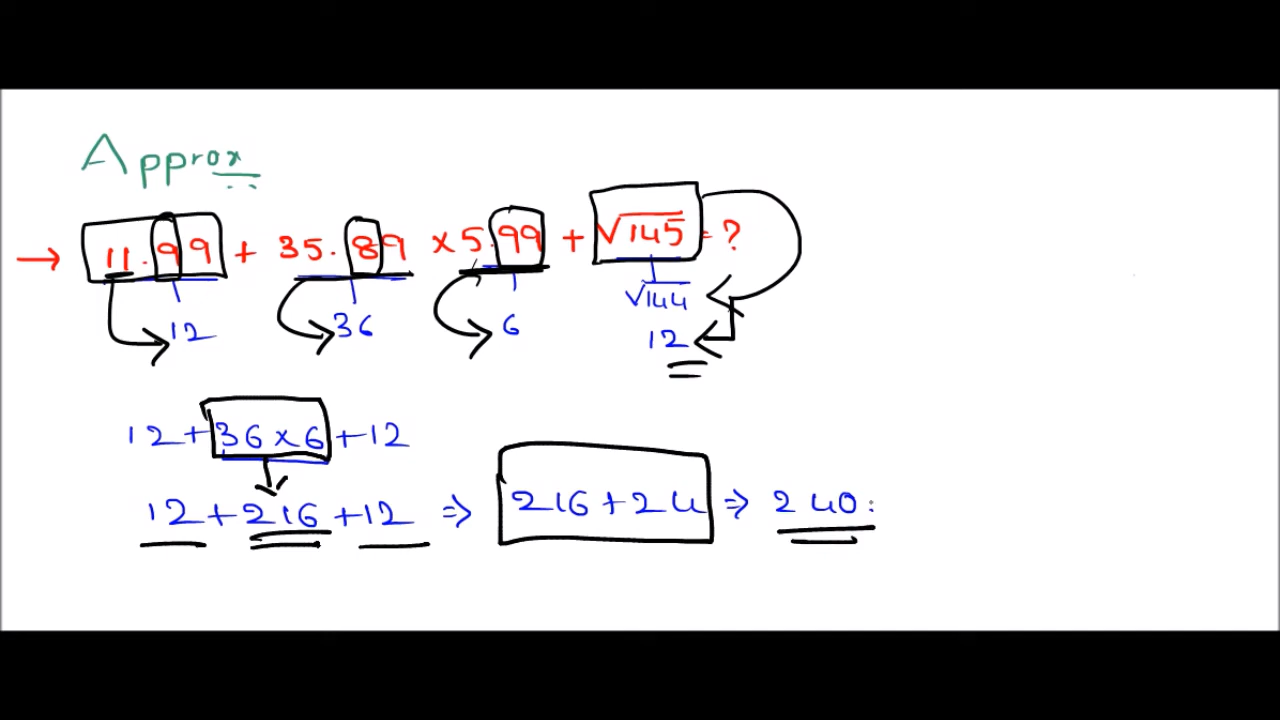 Approx
11.99 + 35.89 × 5.99 + √145 = ?
√144
12 36 6 12
12+36×6+12
12+216+12 ⇒ 216+24 ⇒ 240: